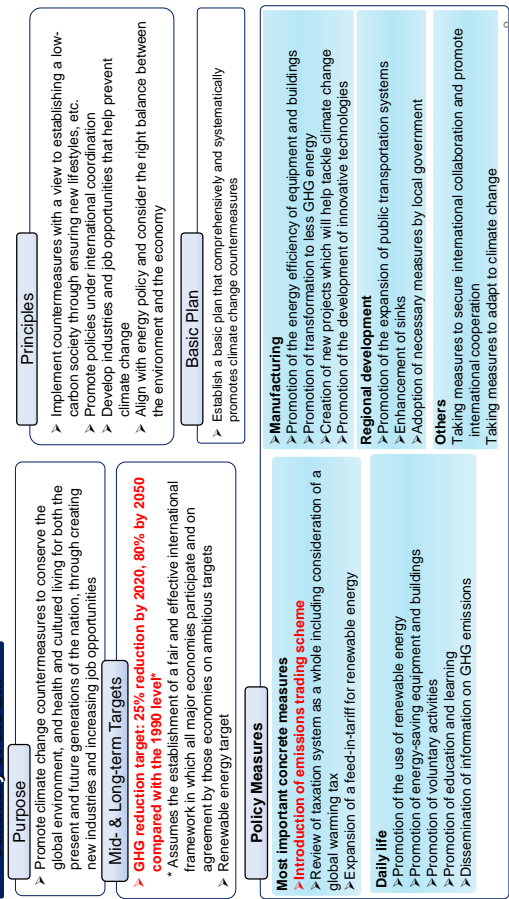 Purpose
➢ Promote climate change countermeasures to conserve the
global environment, and health and cultured living for both the
present and future generations of the nation, through creating
new industries and increasing job opportunities
Mid- & Long-term Targets
➢ GHG reduction target: 25% reduction by 2020, 80% by 2050
compared with the 1990 level*
* Assumes the establishment of a fair and effective international
framework in which all major economies participate and on
agreement by those economies on ambitious targets
➢ Renewable energy target
Principles
➢ Implement countermeasures with a view to establishing a low-
carbon society through ensuring new lifestyles, etc.
➢ Promote policies under international coordination
➢ Develop industries and job opportunities that help prevent
climate change
➢ Align with energy policy and consider the right balance between
the environment and the economy
Basic Plan
➢ Establish a basic plan that comprehensively and systematically
promotes climate change countermeasures
Policy Measures
Most important concrete measures
➢Introduction of emissions trading scheme
➢Review of taxation system as a whole including consideration of a
global warming tax
➢Expansion of a feed-in-tariff for renewable energy
Daily life
➢Promotion of the use of renewable energy
➢Promotion of energy-saving equipment and buildings
➢Promotion of voluntary activities
➢Promotion of education and learning
➢Dissemination of information on GHG emissions
➢Manufacturing
➢Promotion of the energy efficiency of equipment and buildings
➢Promotion of transformation to less GHG energy
➢Creation of new projects which will help tackle climate change
➢Promotion of the development of innovative technologies
Regional development
➢Promotion of the expansion of public transportation systems
➢Enhancement of sinks
➢Adoption of necessary measures by local government
Others
Taking measures to secure international collaboration and promote
international cooperation
Taking measures to adapt to climate change